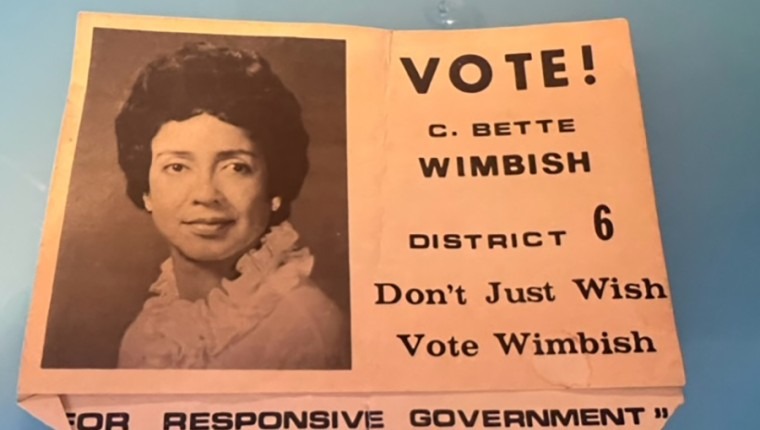 VOTE!
C. BETTE
WIMBISH
DISTRICT 6
Don't Just Wish
Vote Wimbish
FOR RESPONSIVE GOVERNMENT"